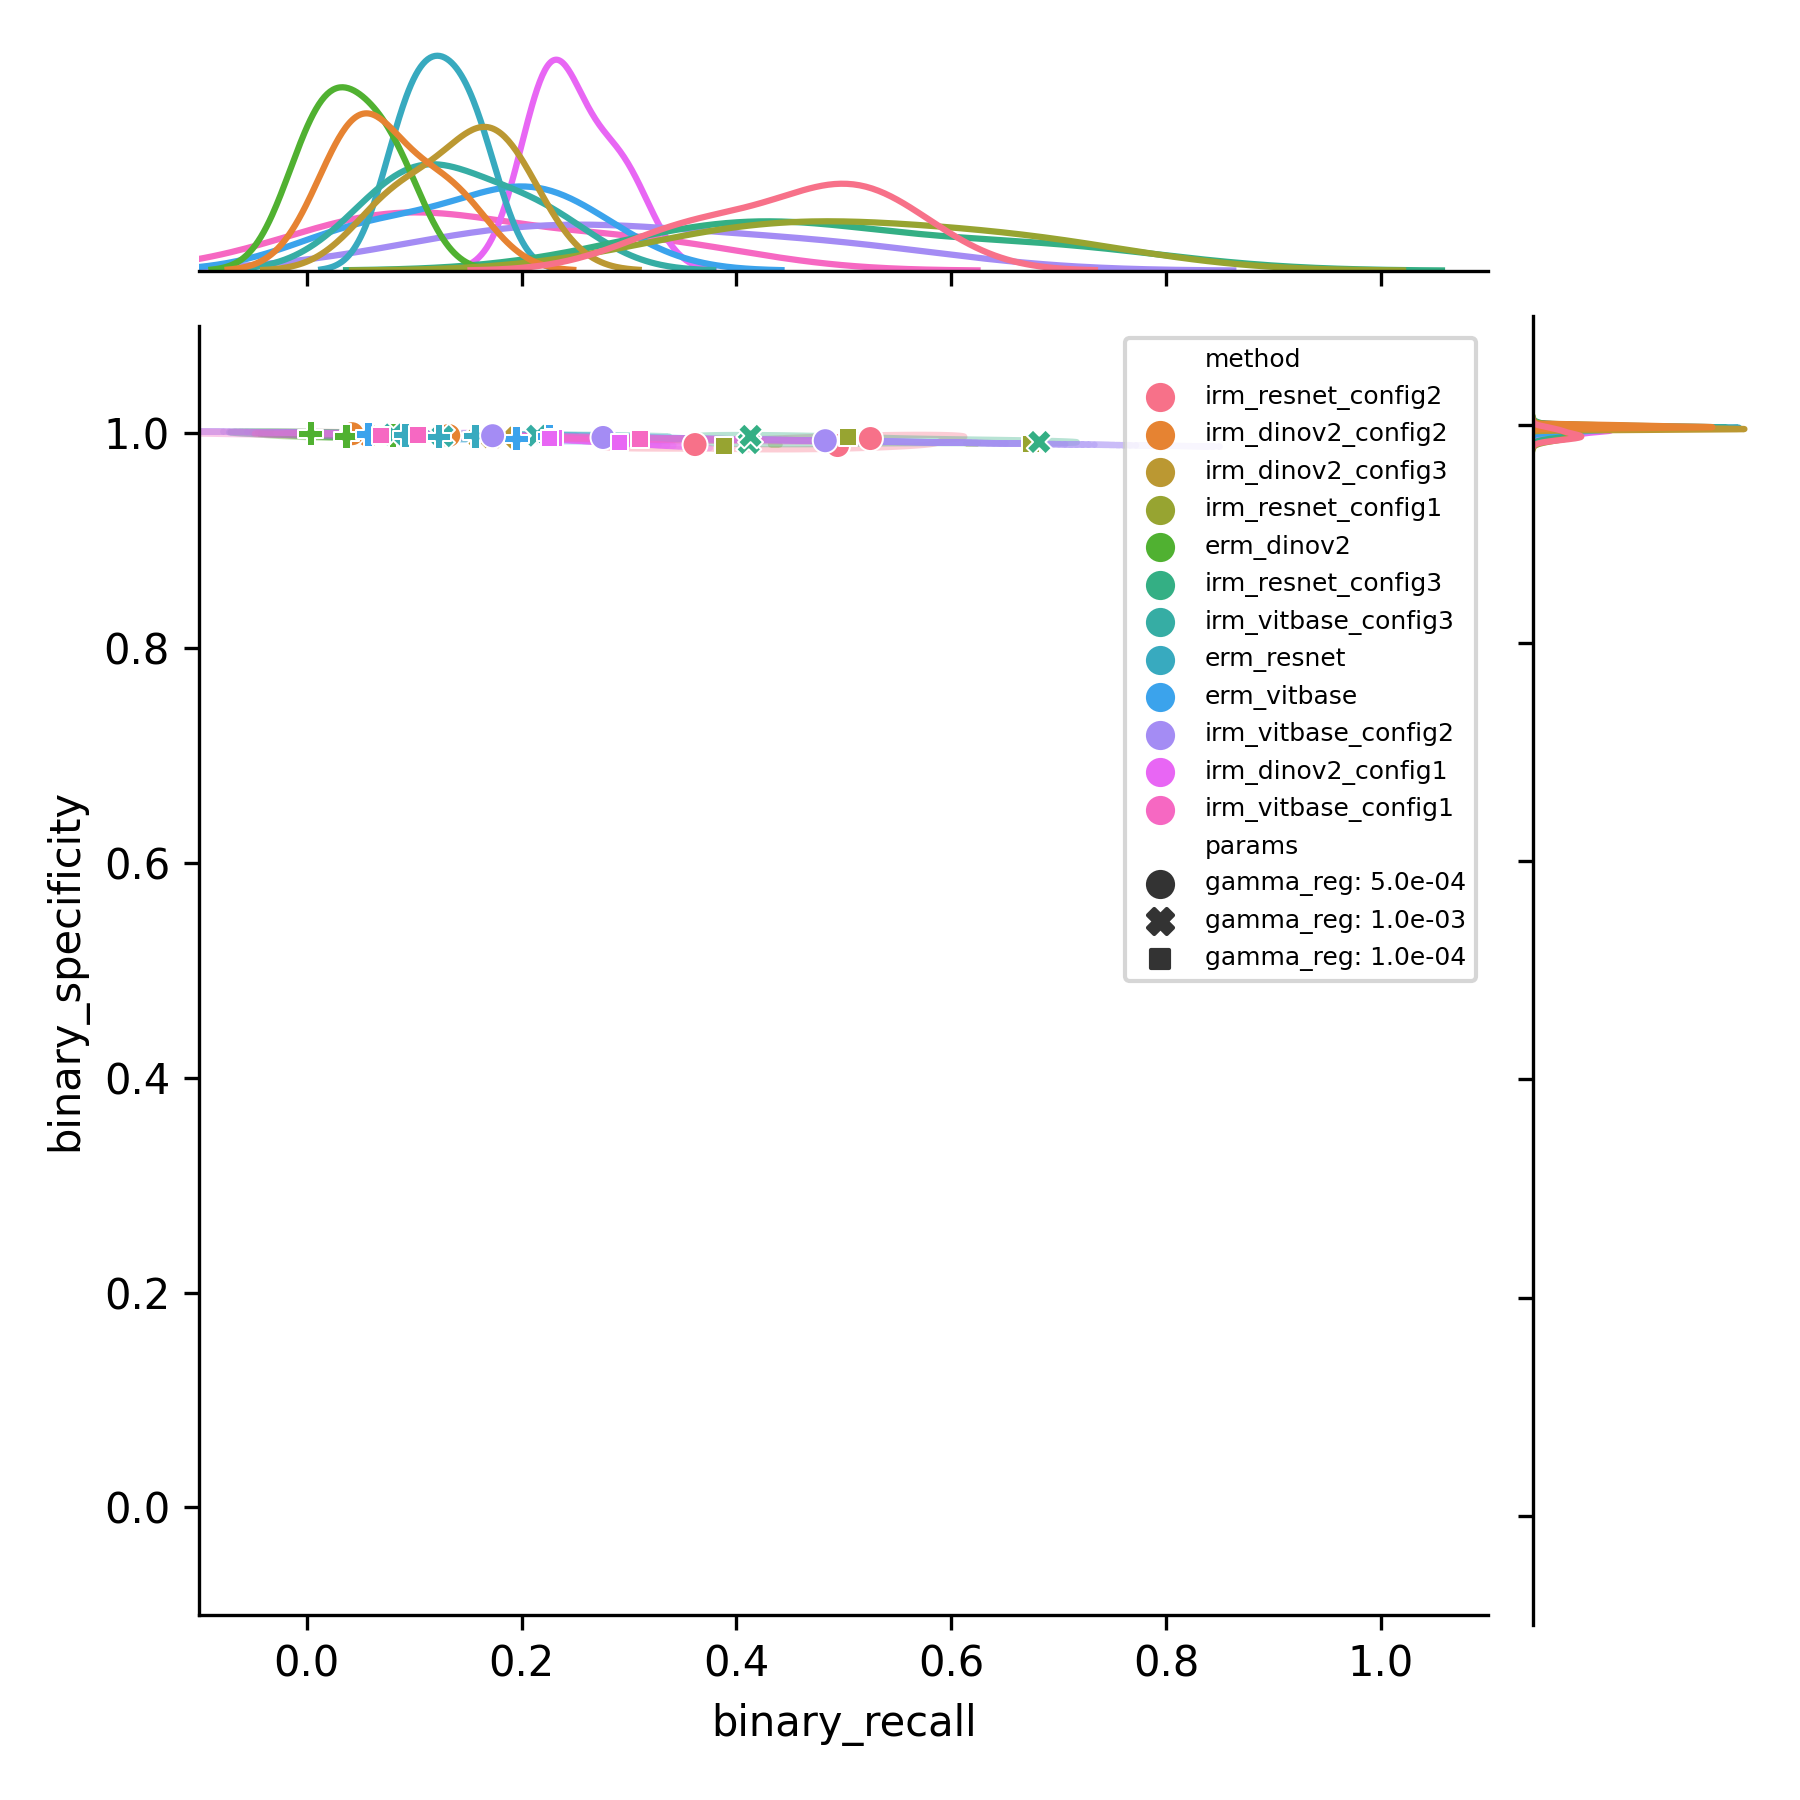 method
irm_resnet_config2
irm_dinov2_config2
irm_dinov2_config3
irm_resnet_config1
erm_dinov2
irm_resnet_config3
irm_vitbase_config3
erm_resnet
erm_vitbase
irm_vitbase_config2
irm_dinov2_config1
irm_vitbase_config1
params
gamma_reg: 5.0e-04
gamma_reg: 1.0e-03
gamma_reg: 1.0e-04
binary_specificity
1.0
0.8
0.6
0.4
0.2
0.0
0.0 0.2 0.4 0.6 0.8 1.0
binary_recall